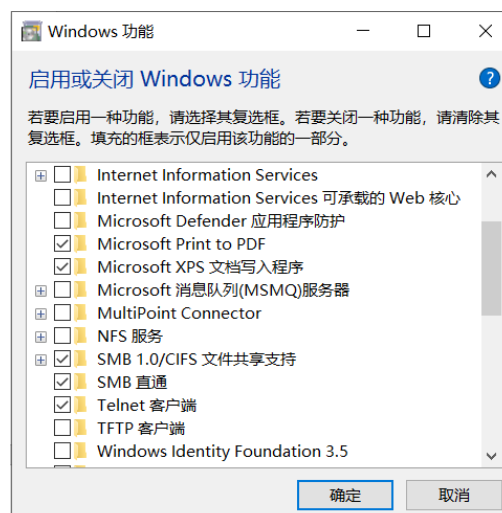 Windows 功能
启用或关闭 Windows 功能
若要启用一种功能，请选择其复选框。若要关闭一种功能，请清除其
复选框。填充的框表示仅启用该功能的一部分。
Internet Information Services
Internet Information Services 可承载的 Web 核心
Microsoft Defender 应用程序防护
Microsoft Print to PDF
Microsoft XPS 文档写入程序
Microsoft 消息队列(MSMQ)服务器
MultiPoint Connector
NFS 服务
SMB 1.0/CIFS 文件共享支持
SMB 直通
Telnet 客户端
TFTP 客户端
Windows Identity Foundation 3.5
确定
取消